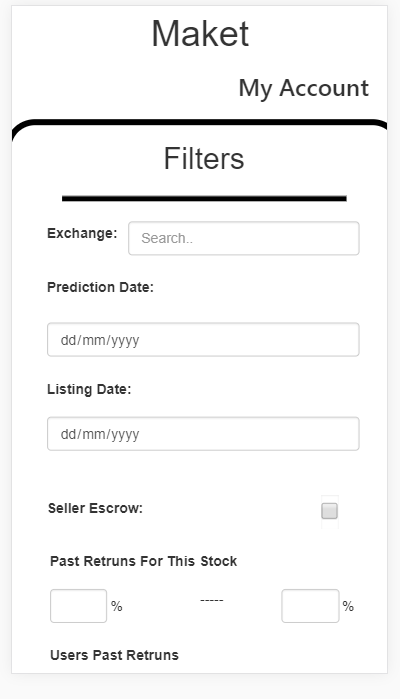 Maket
My Account
Filters
Exchange: Search..
Prediction Date:
dd/mm/yyyy
Listing Date:
dd/mm/yyyy
Seller Escrow:
Past Retruns For This Stock
% ----- %
Users Past Retruns